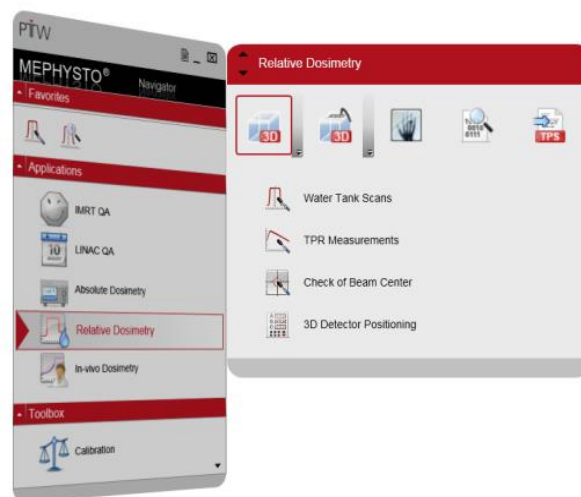 PTW
MEPHYSTO® Navigator
Favorites
Applications
IMRT QA
LINAC QA
Absolute Dosimetry
Relative Dosimetry
In-vivo Dosimetry
Toolbox
Calibration
Relative Dosimetry
3D
3D
TPS
Water Tank Scans
TPR Measurements
Check of Beam Center
3D Detector Positioning